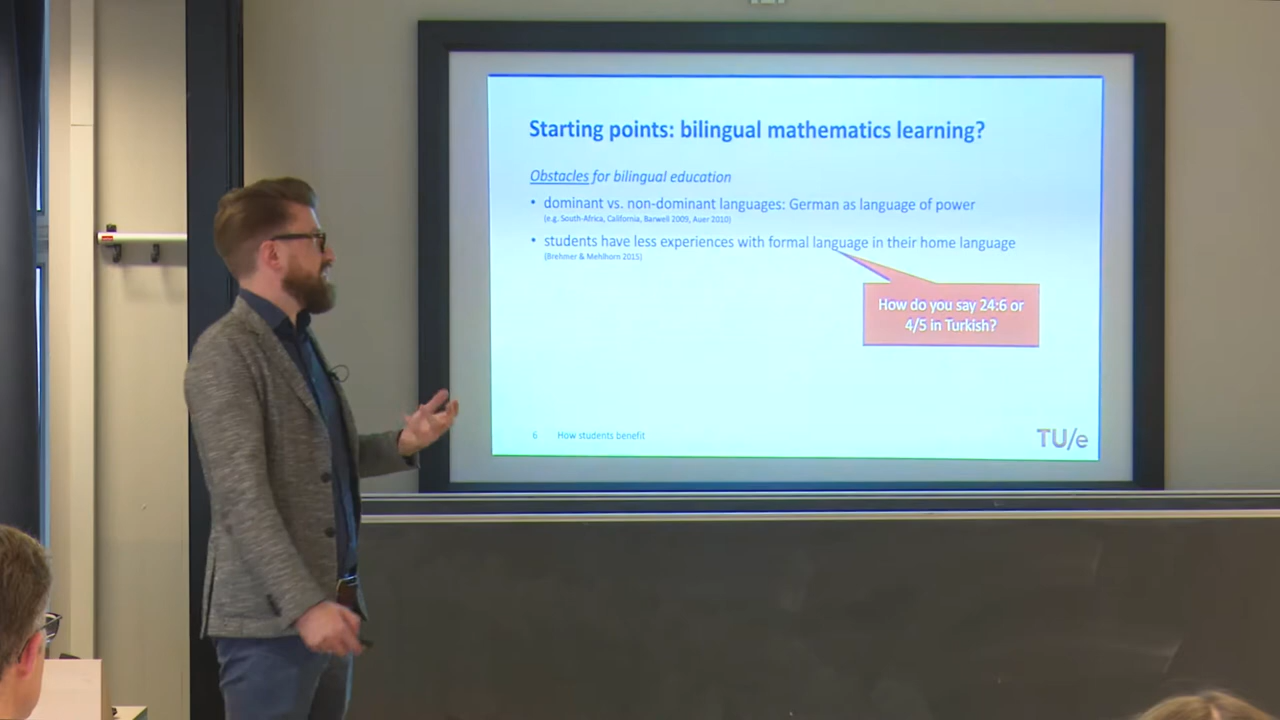 Starting points: bilingual mathematics learning?
Obstacles for bilingual education
• dominant vs. non-dominant languages: German as language of power
(e.g. South-Africa, California, Barwell 2009, Auer 2010)
• students have less experiences with formal language in their home language
(Brehmer & Mehlhorn 2015)
How do you say 24:6 or
4/5 in Turkish?
6 How students benefit
TU/e